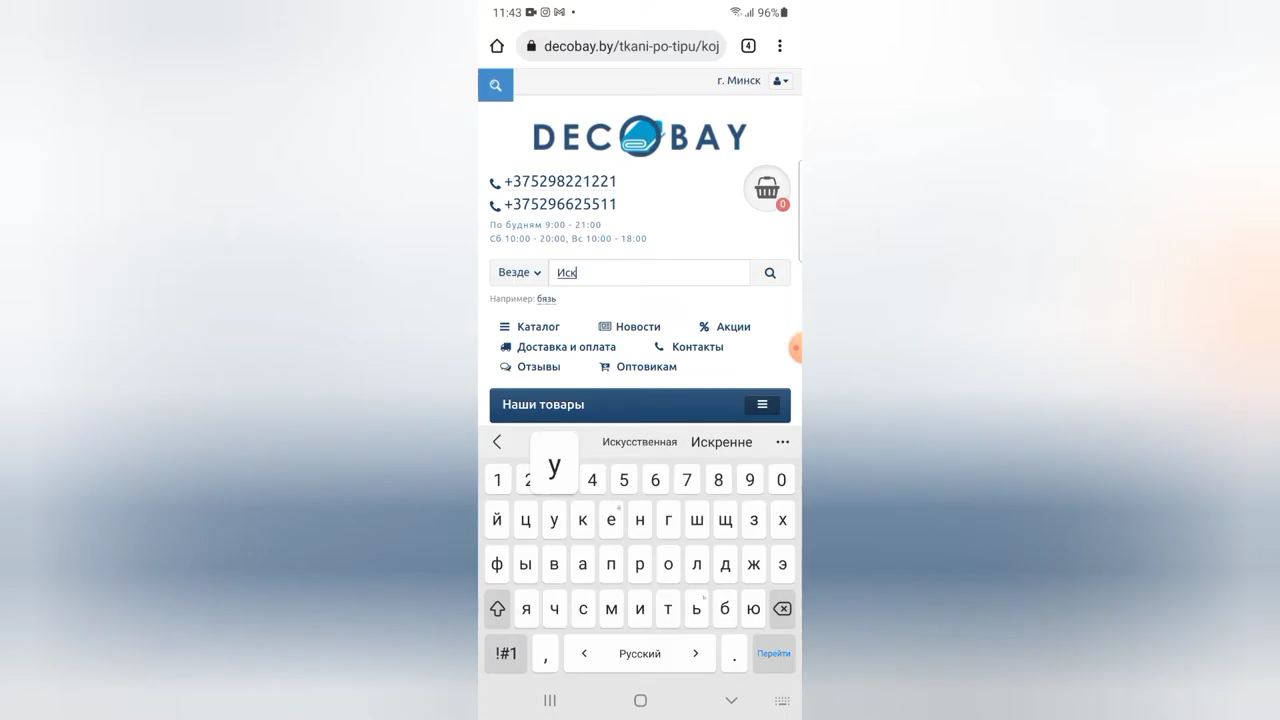 11:43 96%
decobay.by/tkani-po-tipu/koj 4
г. Минск
DECOBAY
+375298221221
+375296625511
0
По будням 9:00 - 21:00
Сб 10:00 - 20:00, Вс 10:00 - 18:00
Везде Иск
Например: бязь
Каталог Новости Акции
Доставка и оплата Контакты
Отзывы Оптовикам
Наши товары
Искусственная Искренне
у
1 2 4 5 6 7 8 9 0
й ц у к е н г ш щ з х
ф ы в а п р о л д ж э
я ч с м и т ь б ю
!#1 , Русский . Перейти